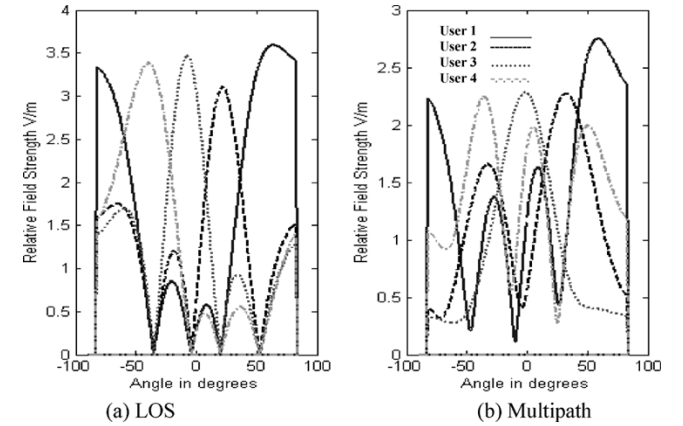 4
3.5
3
2.5
2
1.5
1
0.5
0
-100
-50
0
50
100
Relative Field Strength V/m
Angle in degrees
(a) LOS
3
2.5
2
1.5
1
0.5
0
-100
-50
0
50
100
Relative Field Strength V/m
User 1
User 2
User 3
User 4
Angle in degrees
(b) Multipath